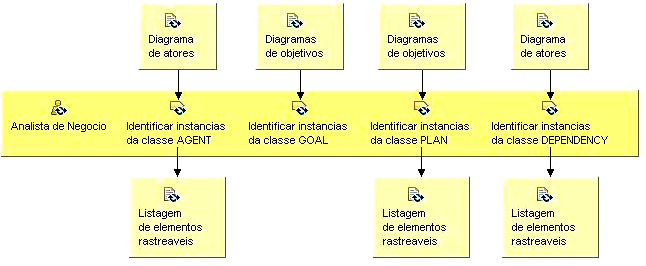 Diagrama
de atores
Diagramas
de objetivos
Diagramas
de objetivos
Diagrama
de atores
Analista de Negocio
Identificar instancias
da classe AGENT
Identificar instancias
da classe GOAL
Identificar instancias
da classe PLAN
Identificar instancias
da classe DEPENDENCY
Listagem
de elementos
rastreaveis
Listagem
de elementos
rastreaveis
Listagem
de elementos
rastreaveis